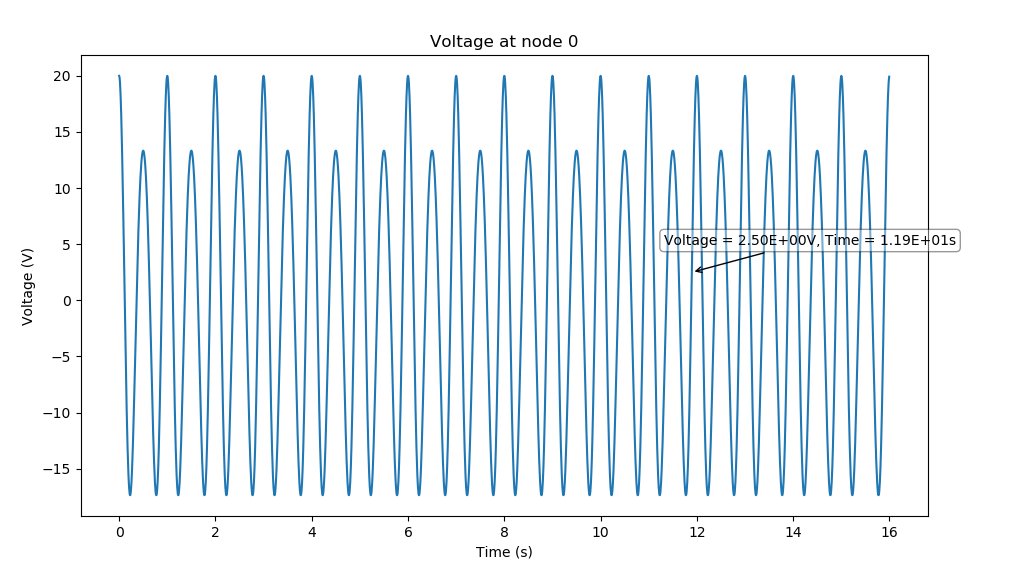 Voltage at node 0
Voltage (V)
20
15
10
5
0
−5
−10
−15
Voltage = 2.50E+00V, Time = 1.19E+01s
0 2 4 6 8 10 12 14 16
Time (s)